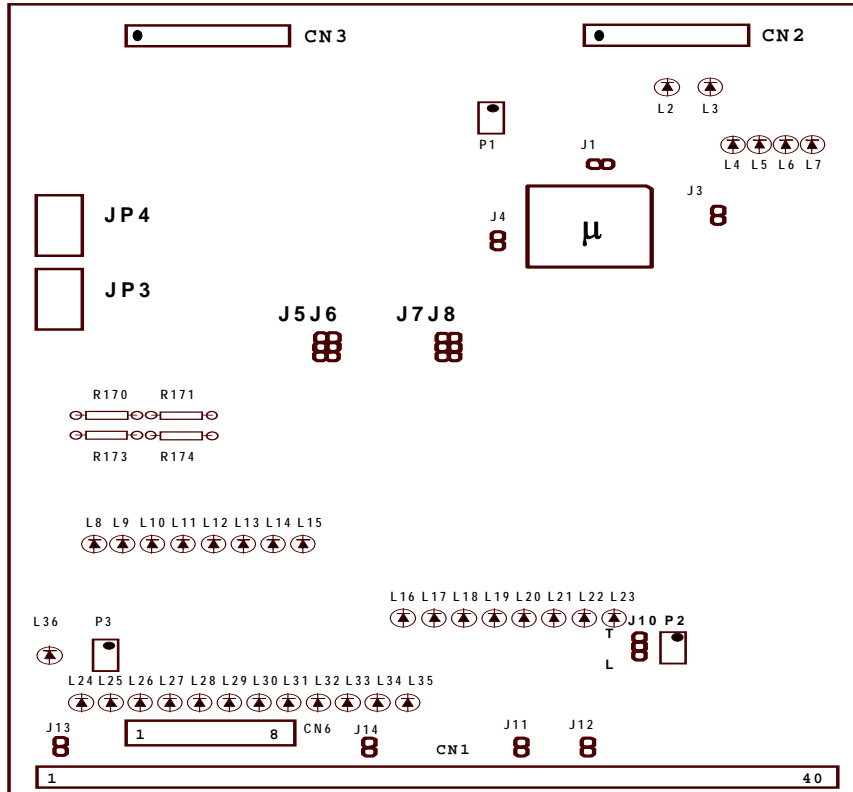 CN3 CN2
L2 L3
P1 J1
L4 L5 L6 L7
J3
JP4 J4 µ
JP3
J5J6 J7J8
R170 R171
R173 R174
L8 L9 L10 L11 L12 L13 L14 L15
L16 L17 L18 L19 L20 L21 L22 L23
L36 P3 T J10 P2
L
L24 L25 L26 L27 L28 L29 L30 L31 L32 L33 L34 L35
J13 1 8 CN6 J14 CN1 J11 J12
1 40